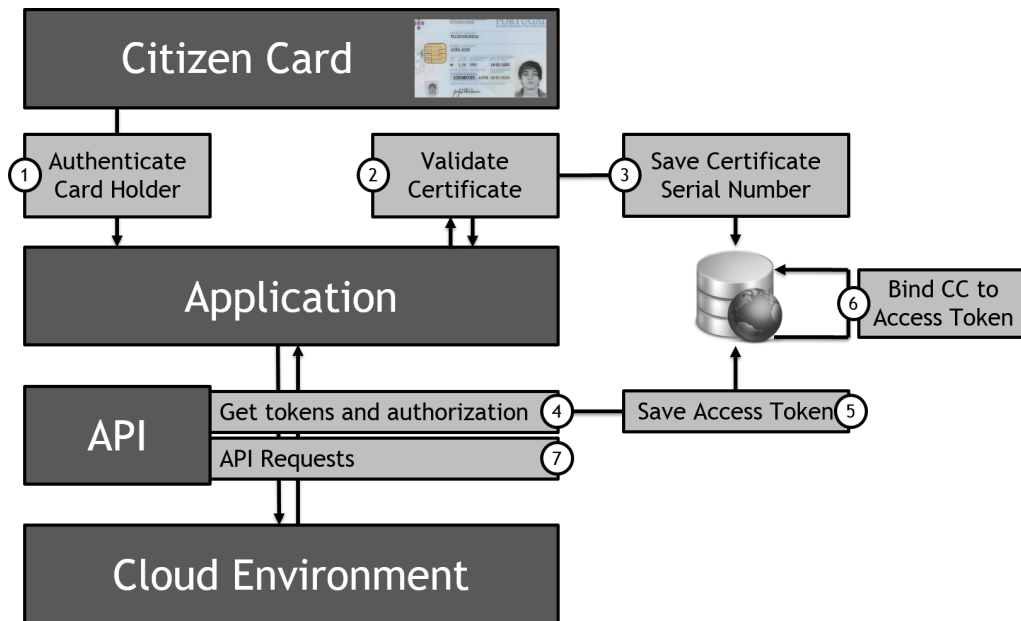 PORTUGAL
Citizen Card
1
Authenticate
Card Holder
2
Validate
Certificate
3
Save Certificate
Serial Number
Application
6
Bind CC to
Access Token
API
Get tokens and authorization
4
Save Access Token
5
API Requests
7
Cloud Environment